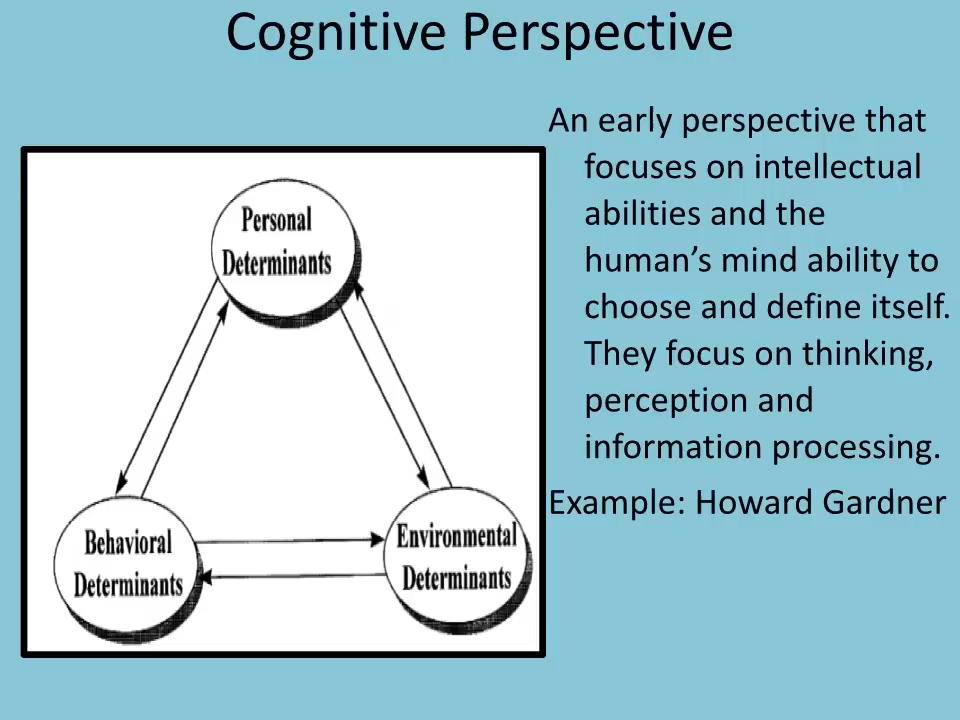 Cognitive Perspective
An early perspective that
focuses on intellectual
abilities and the
human’s mind ability to
choose and define itself.
They focus on thinking,
perception and
information processing.
Example: Howard Gardner
Personal
Determinants
Behavioral
Determinants
Environmental
Determinants